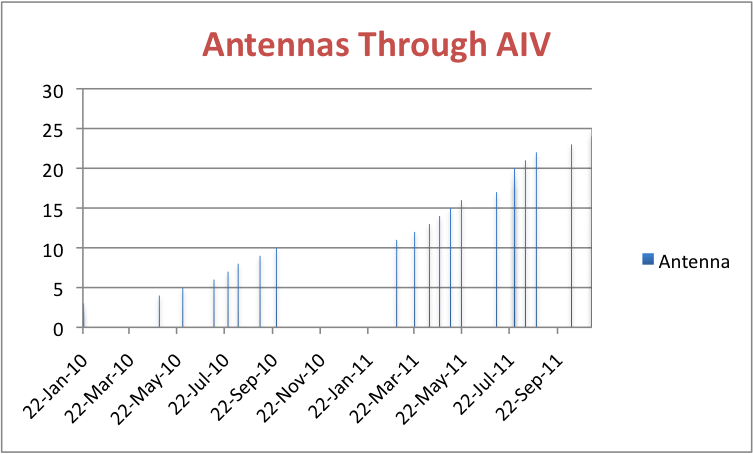 Antennas Through AIV
30
25
20
15
10
5
0
22-Jan-10
22-Mar-10
22-May-10
22-Jul-10
22-Sep-10
22-Nov-10
22-Jan-11
22-Mar-11
22-May-11
22-Jul-11
22-Sep-11
Antenna